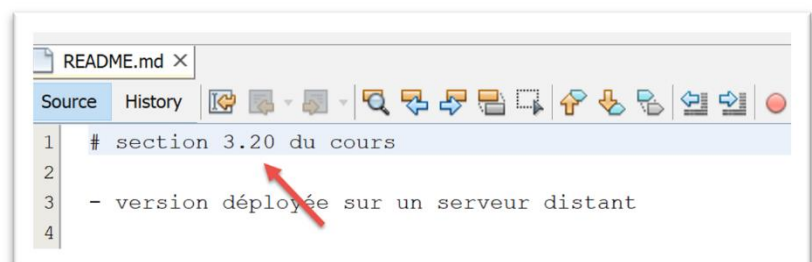 README.md
Source History
1 # section 3.20 du cours
2
3 - version déployée sur un serveur distant
4